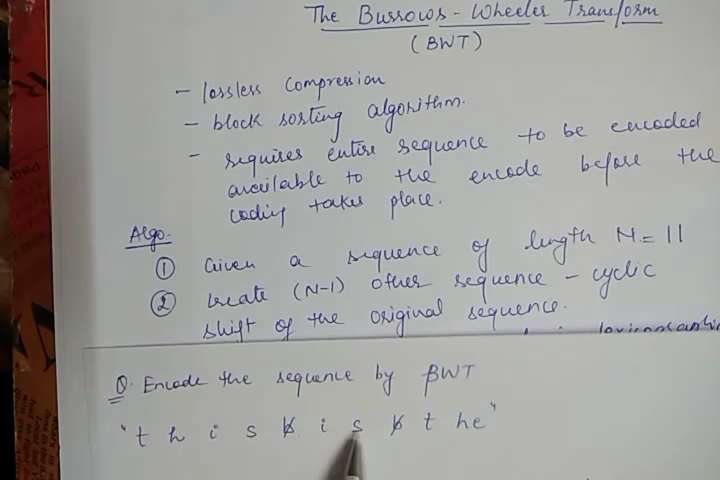 The Burrows - Wheeler Transform
(BWT)
- lossless compression
- block sorting algorithm.
- requires entire sequence to be encoded
available to the encode before the
coding takes place.
Algo.
① Given a sequence of length N = 11
② Create (N-1) other sequence - cyclic
shift of the original sequence.
Q. Encode the sequence by BWT
"t h i s b̸ i s b̸ t he"